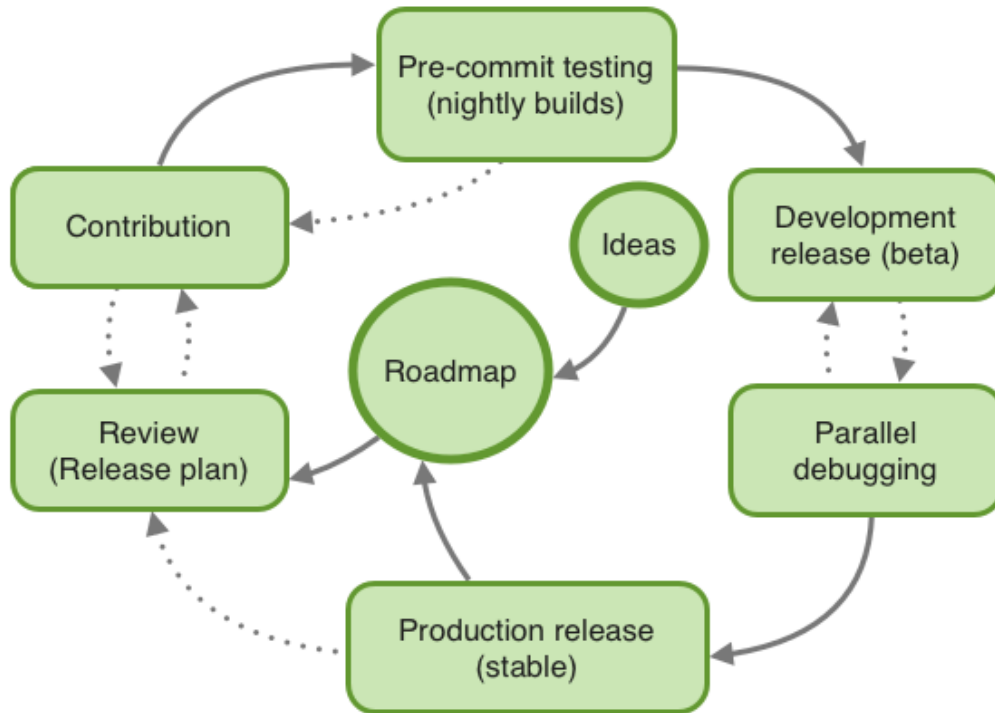 Pre-commit testing
(nightly builds)
Contribution
Ideas
Development
release (beta)
Roadmap
Review
(Release plan)
Parallel
debugging
Production release
(stable)